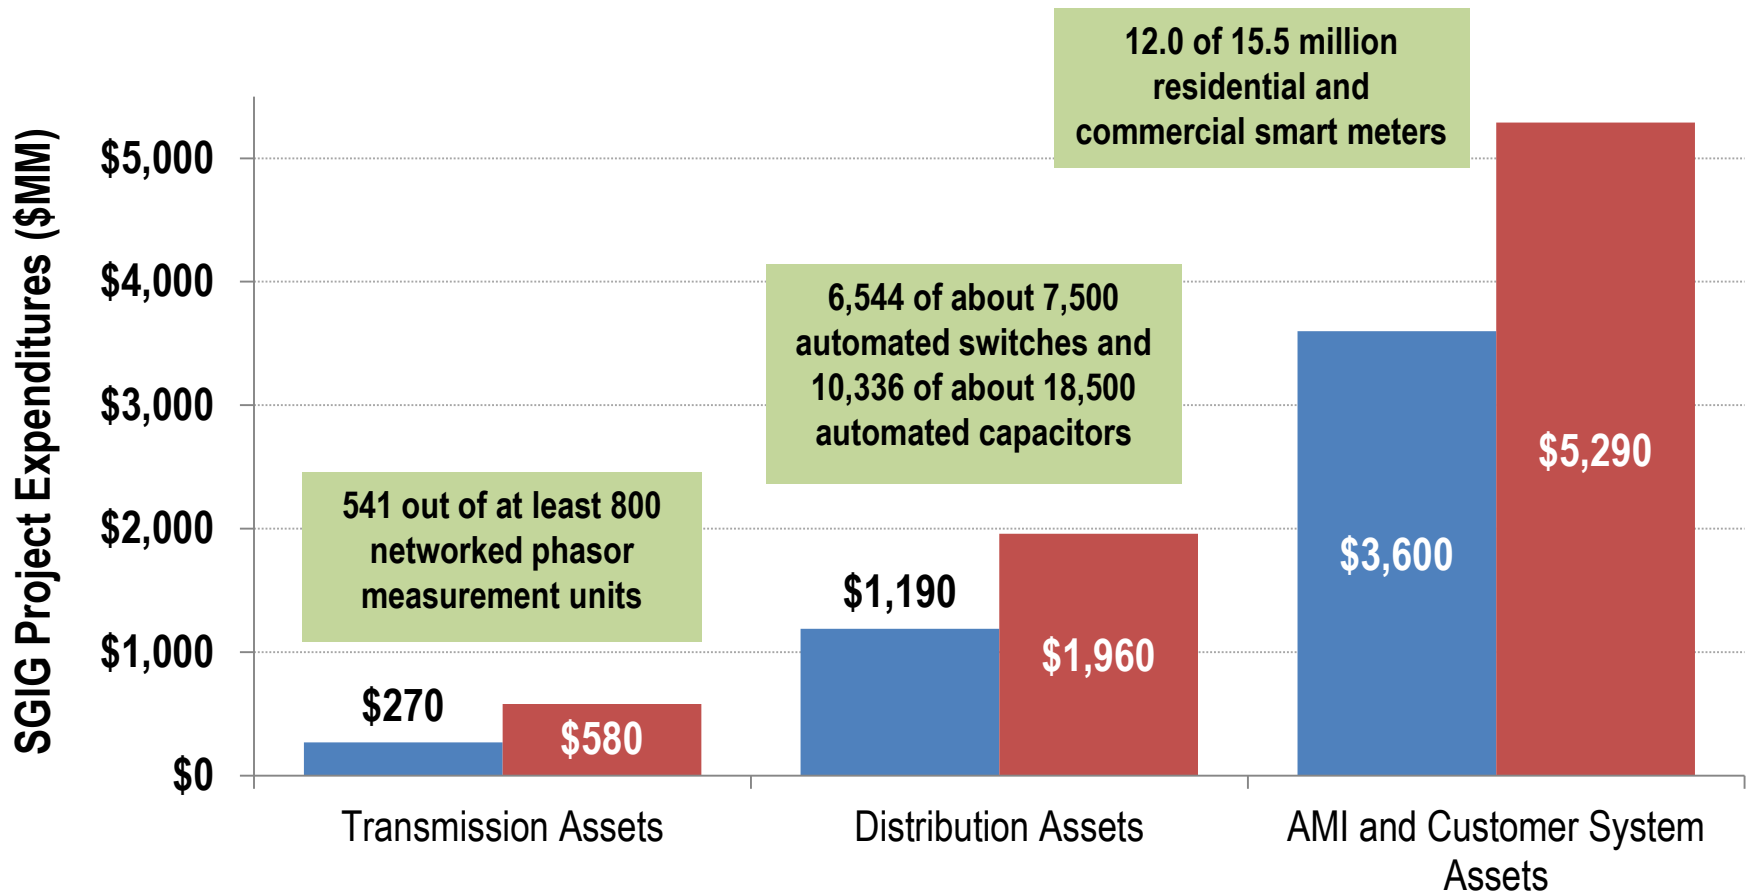 SGIG Project Expenditures ($MM)
$5,000
$4,000
$3,000
$2,000
$1,000
$0
12.0 of 15.5 million
residential and
commercial smart meters
6,544 of about 7,500
automated switches and
10,336 of about 18,500
automated capacitors
541 out of at least 800
networked phasor
measurement units
$270
$580
$1,190
$1,960
$3,600
$5,290
Transmission Assets
Distribution Assets
AMI and Customer System
Assets